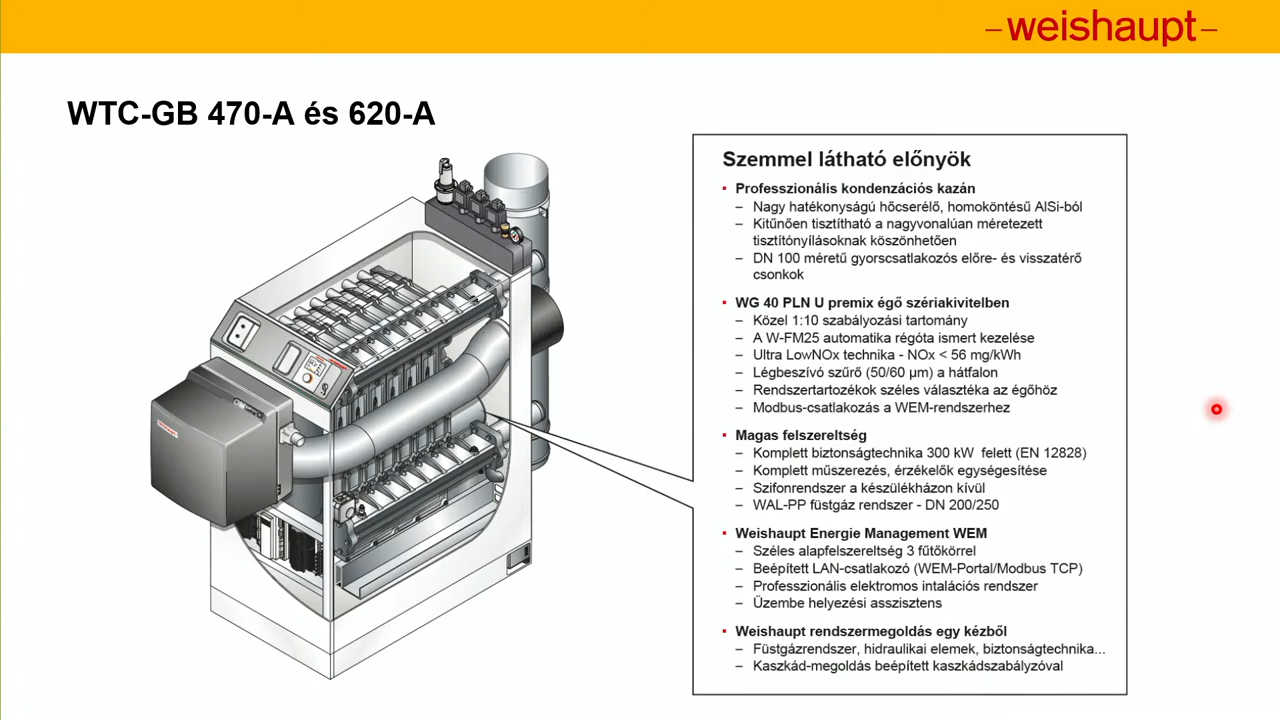 –weishaupt–
WTC-GB 470-A és 620-A
Szemmel látható előnyök
▪ Professzionális kondenzációs kazán
– Nagy hatékonyságú hőcserélő, homoköntésű AlSi-ból
– Kitűnően tisztítható a nagyvonalúan méretezett
tisztítónyílásoknak köszönhetően
– DN 100 méretű gyorscsatlakozós előre- és visszatérő
csonkok
▪ WG 40 PLN U premix égő szériakivitelben
– Közel 1:10 szabályozási tartomány
– A W-FM25 automatika régóta ismert kezelése
– Ultra LowNOx technika - NOx < 56 mg/kWh
– Légbeszívó szűrő (50/60 µm) a hátfalon
– Rendszertartozékok széles választéka az égőhöz
– Modbus-csatlakozás a WEM-rendszerhez
▪ Magas felszereltség
– Komplett biztonságtechnika 300 kW felett (EN 12828)
– Komplett műszerezés, érzékelők egységesítése
– Szifonrendszer a készülékházon kívül
– WAL-PP füstgáz rendszer - DN 200/250
▪ Weishaupt Energie Management WEM
– Széles alapfelszereltség 3 fűtőkörrel
– Beépített LAN-csatlakozó (WEM-Portal/Modbus TCP)
– Professzionális elektromos intalációs rendszer
– Üzembe helyezési asszisztens
▪ Weishaupt rendszermegoldás egy kézből
– Füstgázrendszer, hidraulikai elemek, biztonságtechnika...
– Kaszkád-megoldás beépített kaszkádszabályzóval